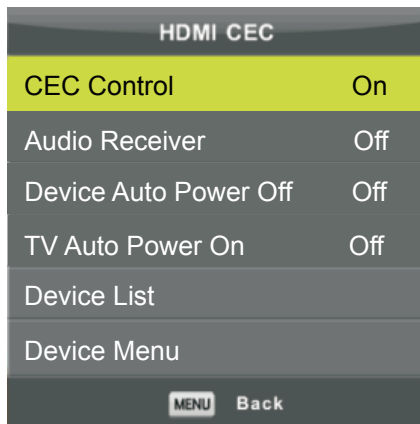 HDMI CEC
CEC Control On
Audio Receiver Off
Device Auto Power Off Off
TV Auto Power On Off
Device List
Device Menu
MENU Back